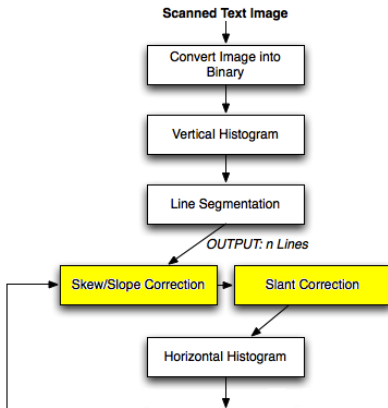 Scanned Text Image
Convert Image into
Binary
Vertical Histogram
Line Segmentation
OUTPUT: n Lines
Skew/Slope Correction
Slant Correction
Horizontal Histogram